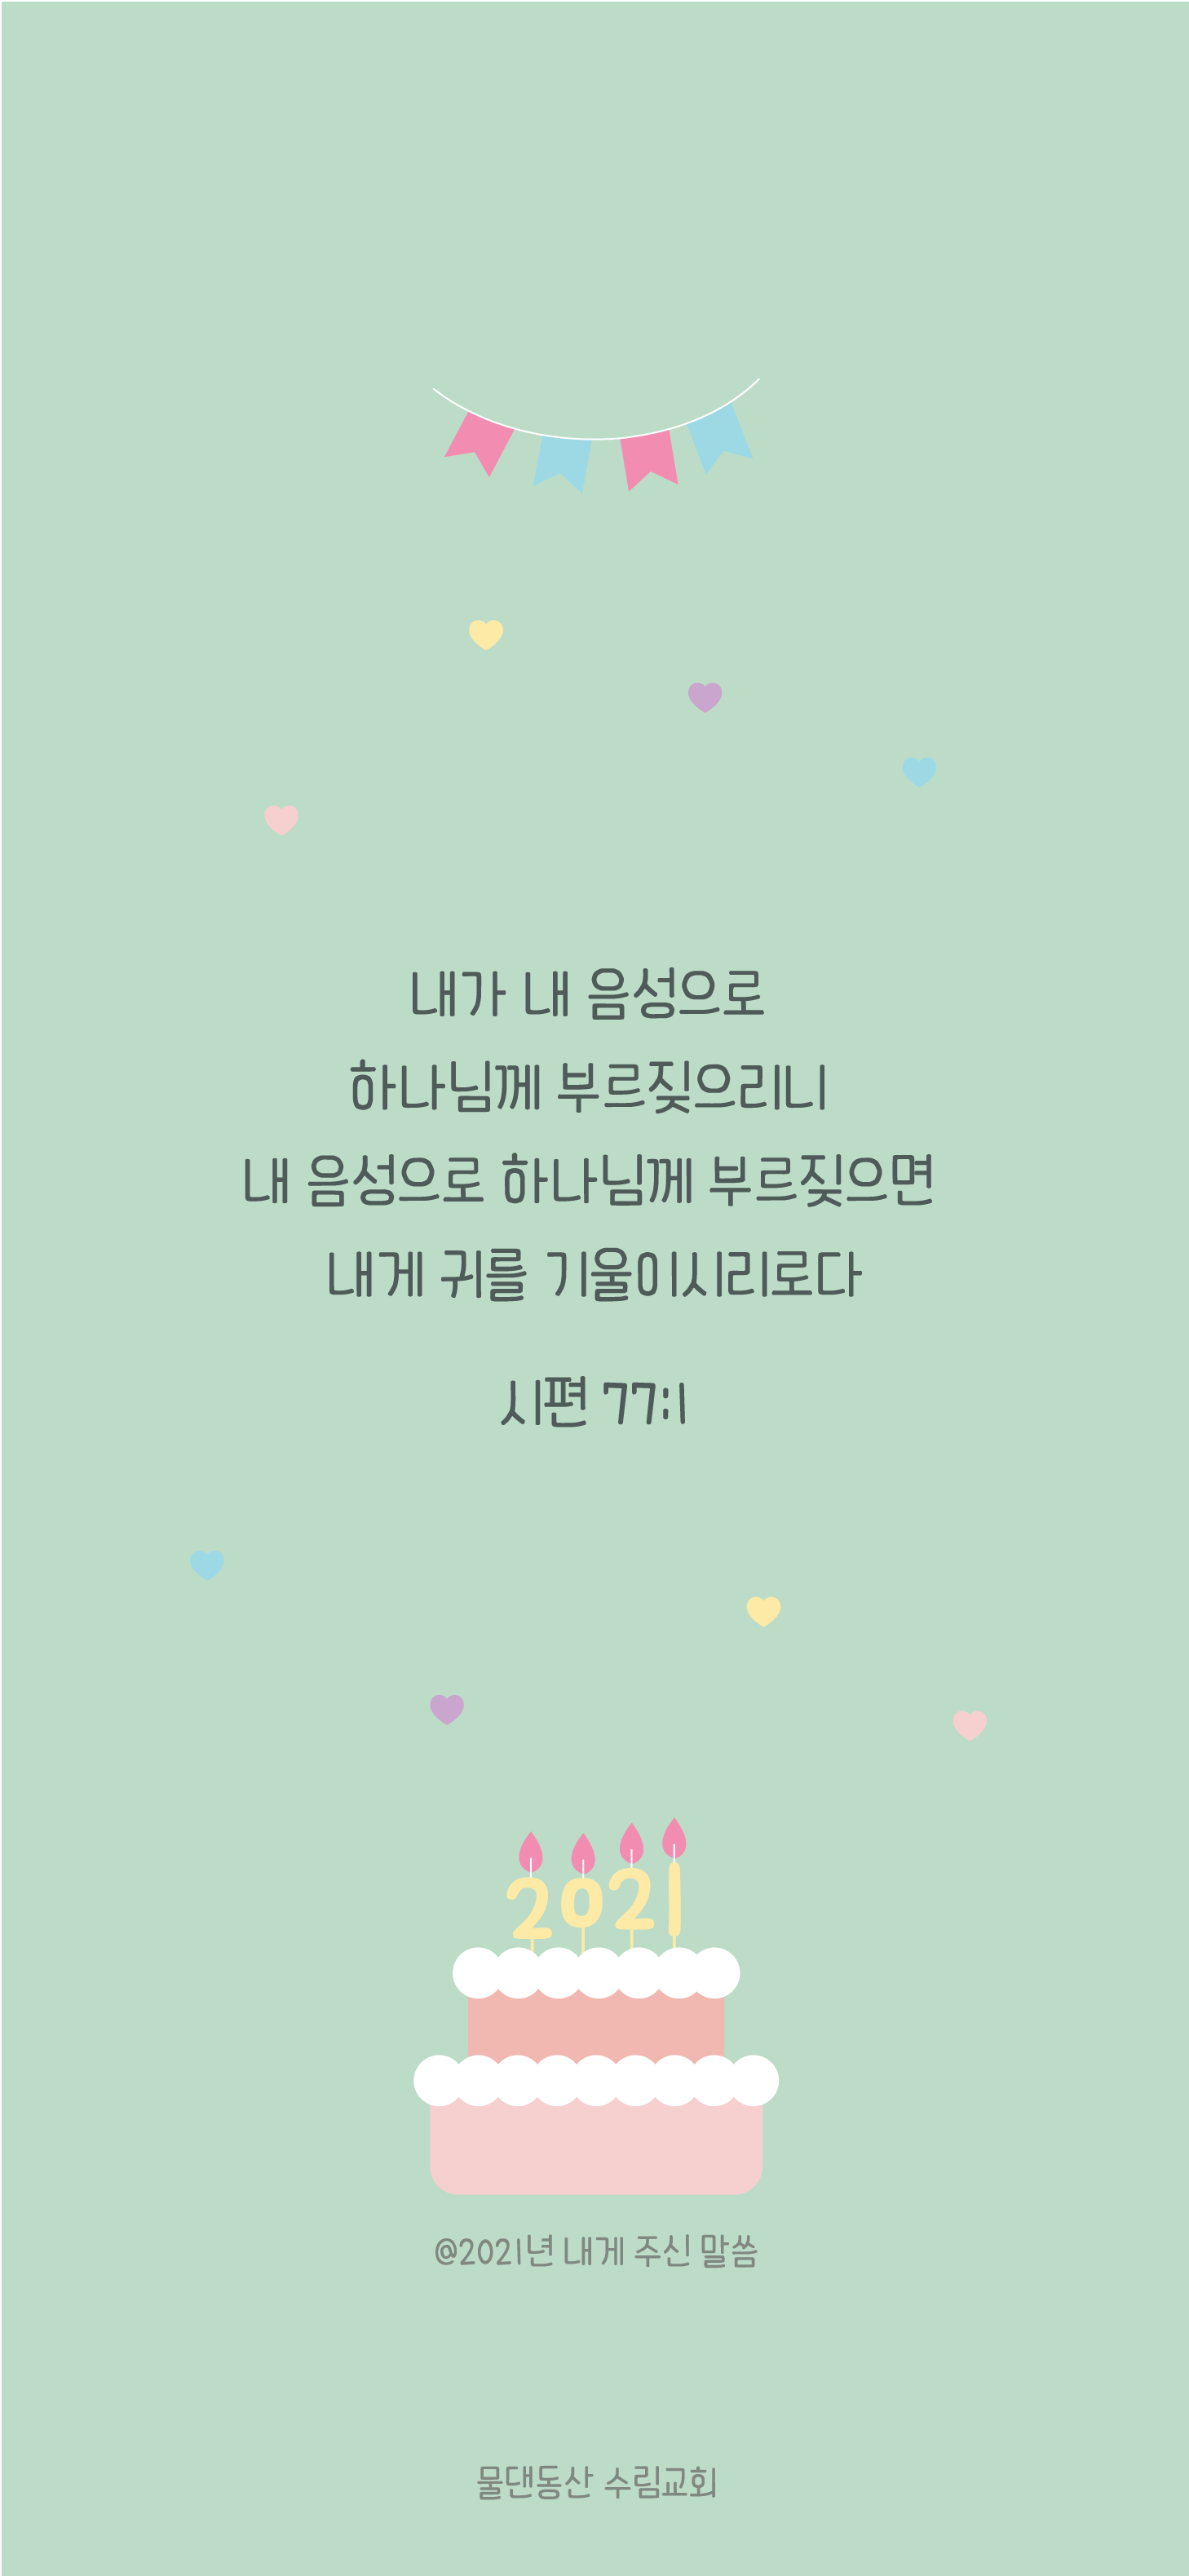 내가 내 음성으로
하나님께 부르짖으리니
내 음성으로 하나님께 부르짖으면
내게 귀를 기울이시리로다
시편 77:1
2021
@2021년 내게 주신 말씀
물댄동산 수림교회